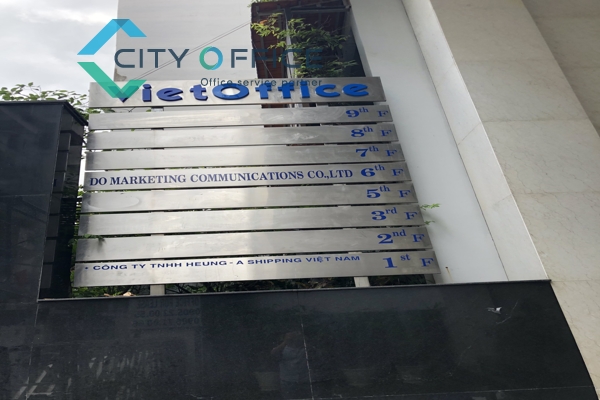 CITY OFFICE
Office service partner
VietOffice
9th F
8th F
7th F
DO MARKETING COMMUNICATIONS CO.,LTD 6th F
5th F
3rd F
2nd F
• CÔNG TY TNHH HEUNG - A SHIPPING VIỆT NAM 1st F